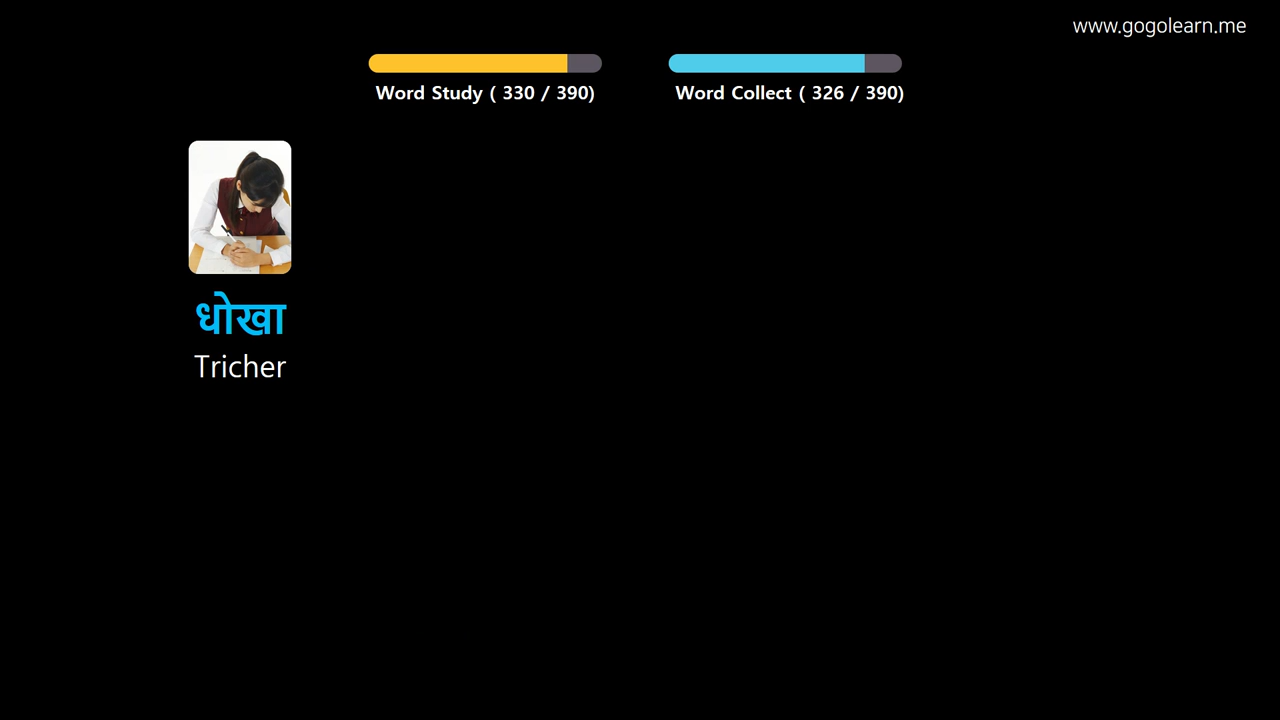 www.gogolearn.me
Word Study ( 330 / 390)
Word Collect ( 326 / 390)
धोखा
Tricher